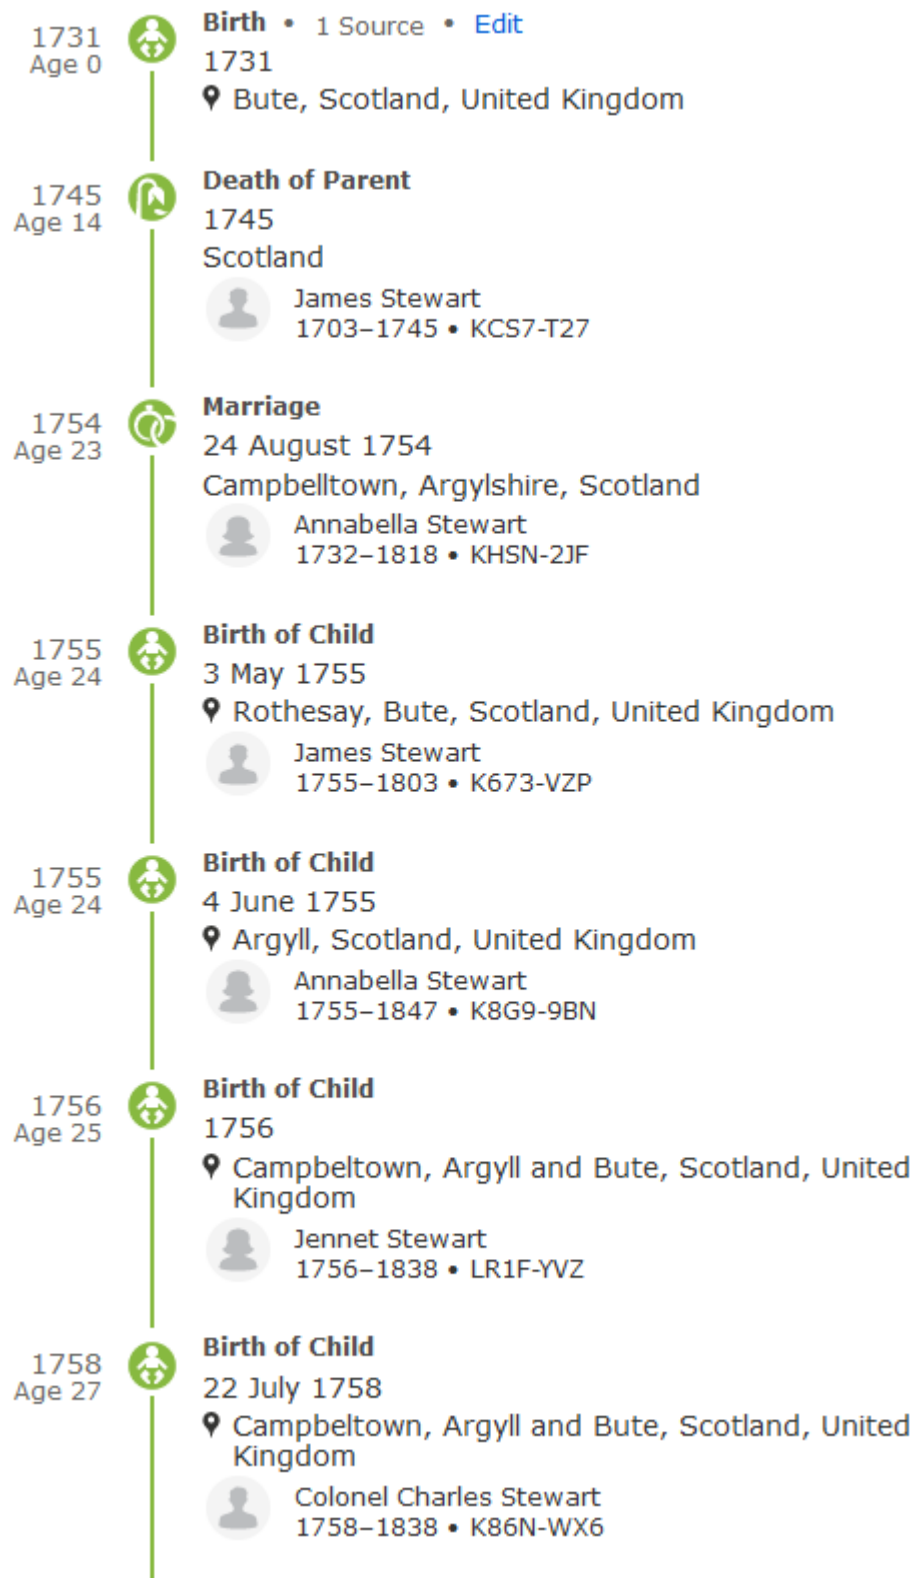 1731
Age 0
Birth • 1 Source • Edit
1731
Bute, Scotland, United Kingdom
1745
Age 14
Death of Parent
1745
Scotland
James Stewart
1703–1745 • KCS7-T27
1754
Age 23
Marriage
24 August 1754
Campbelltown, Argylshire, Scotland
Annabella Stewart
1732–1818 • KHSN-2JF
1755
Age 24
Birth of Child
3 May 1755
Rothesay, Bute, Scotland, United Kingdom
James Stewart
1755–1803 • K673-VZP
1755
Age 24
Birth of Child
4 June 1755
Argyll, Scotland, United Kingdom
Annabella Stewart
1755–1847 • K8G9-9BN
1756
Age 25
Birth of Child
1756
Campbeltown, Argyll and Bute, Scotland, United
Kingdom
Jennet Stewart
1756–1838 • LR1F-YVZ
1758
Age 27
Birth of Child
22 July 1758
Campbeltown, Argyll and Bute, Scotland, United
Kingdom
Colonel Charles Stewart
1758–1838 • K86N-WX6